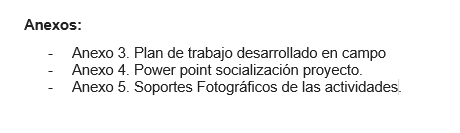 Anexos:
- Anexo 3. Plan de trabajo desarrollado en campo
- Anexo 4. Power point socialización proyecto.
- Anexo 5. Soportes Fotográficos de las actividades.